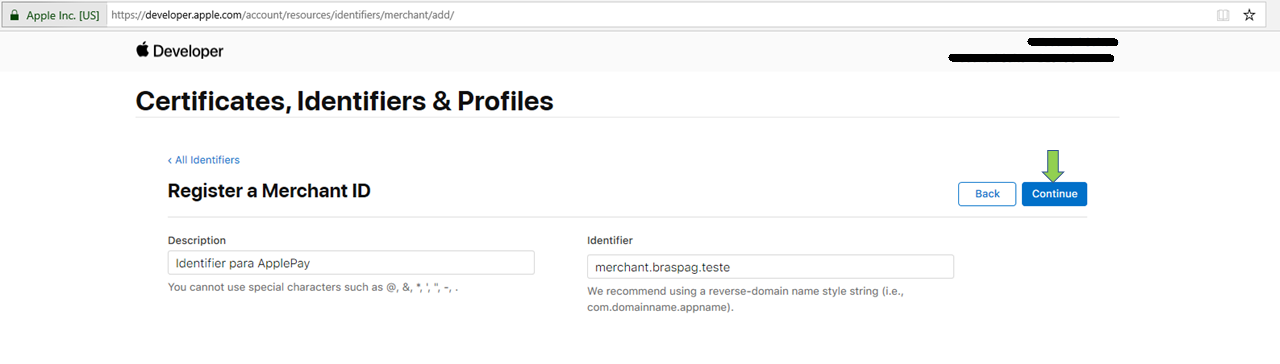 Apple Inc. [US] https://developer.apple.com/account/resources/identifiers/merchant/add/
Developer
Certificates, Identifiers & Profiles
‹ All Identifiers
Register a Merchant ID
Back Continue
Description
Identifier para ApplePay
You cannot use special characters such as @, &, *, ', ", -, .
Identifier
merchant.braspag.teste
We recommend using a reverse-domain name style string (i.e.,
com.domainname.appname).